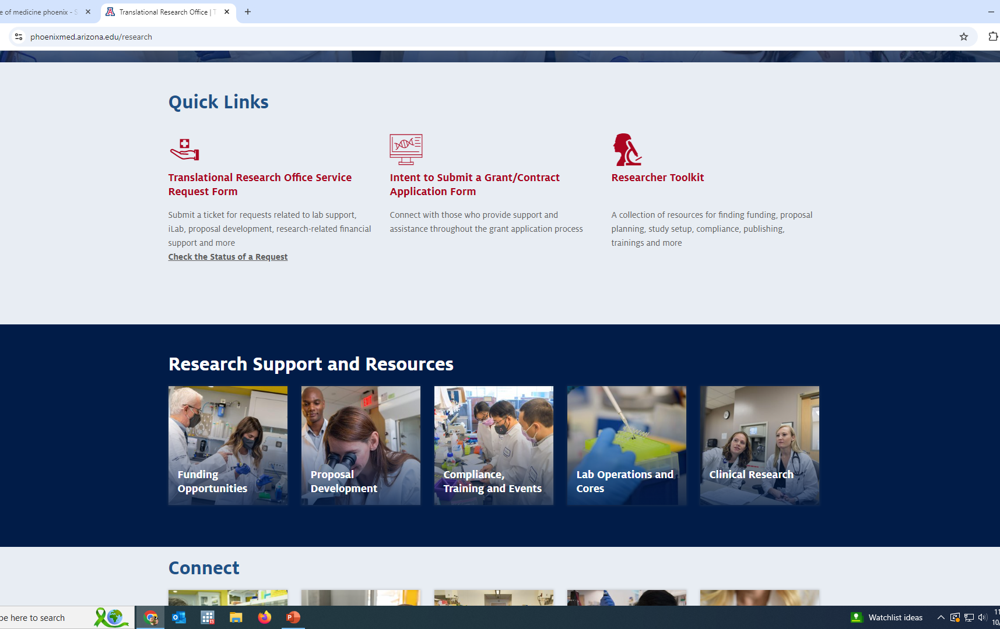 e of medicine phoenix - S
Translational Research Office | T
phoenixmed.arizona.edu/research
Quick Links
Translational Research Office Service
Request Form
Submit a ticket for requests related to lab support,
iLab, proposal development, research-related financial
support and more
Check the Status of a Request
Intent to Submit a Grant/Contract
Application Form
Connect with those who provide support and
assistance throughout the grant application process
Researcher Toolkit
A collection of resources for finding funding, proposal
planning, study setup, compliance, publishing,
trainings and more
Research Support and Resources
EXIT
Funding
Opportunities
Proposal
Development
Compliance,
Training and Events
Lab Operations and
Cores
Clinical Research
Connect
pe here to search
13
Watchlist ideas
11
10/